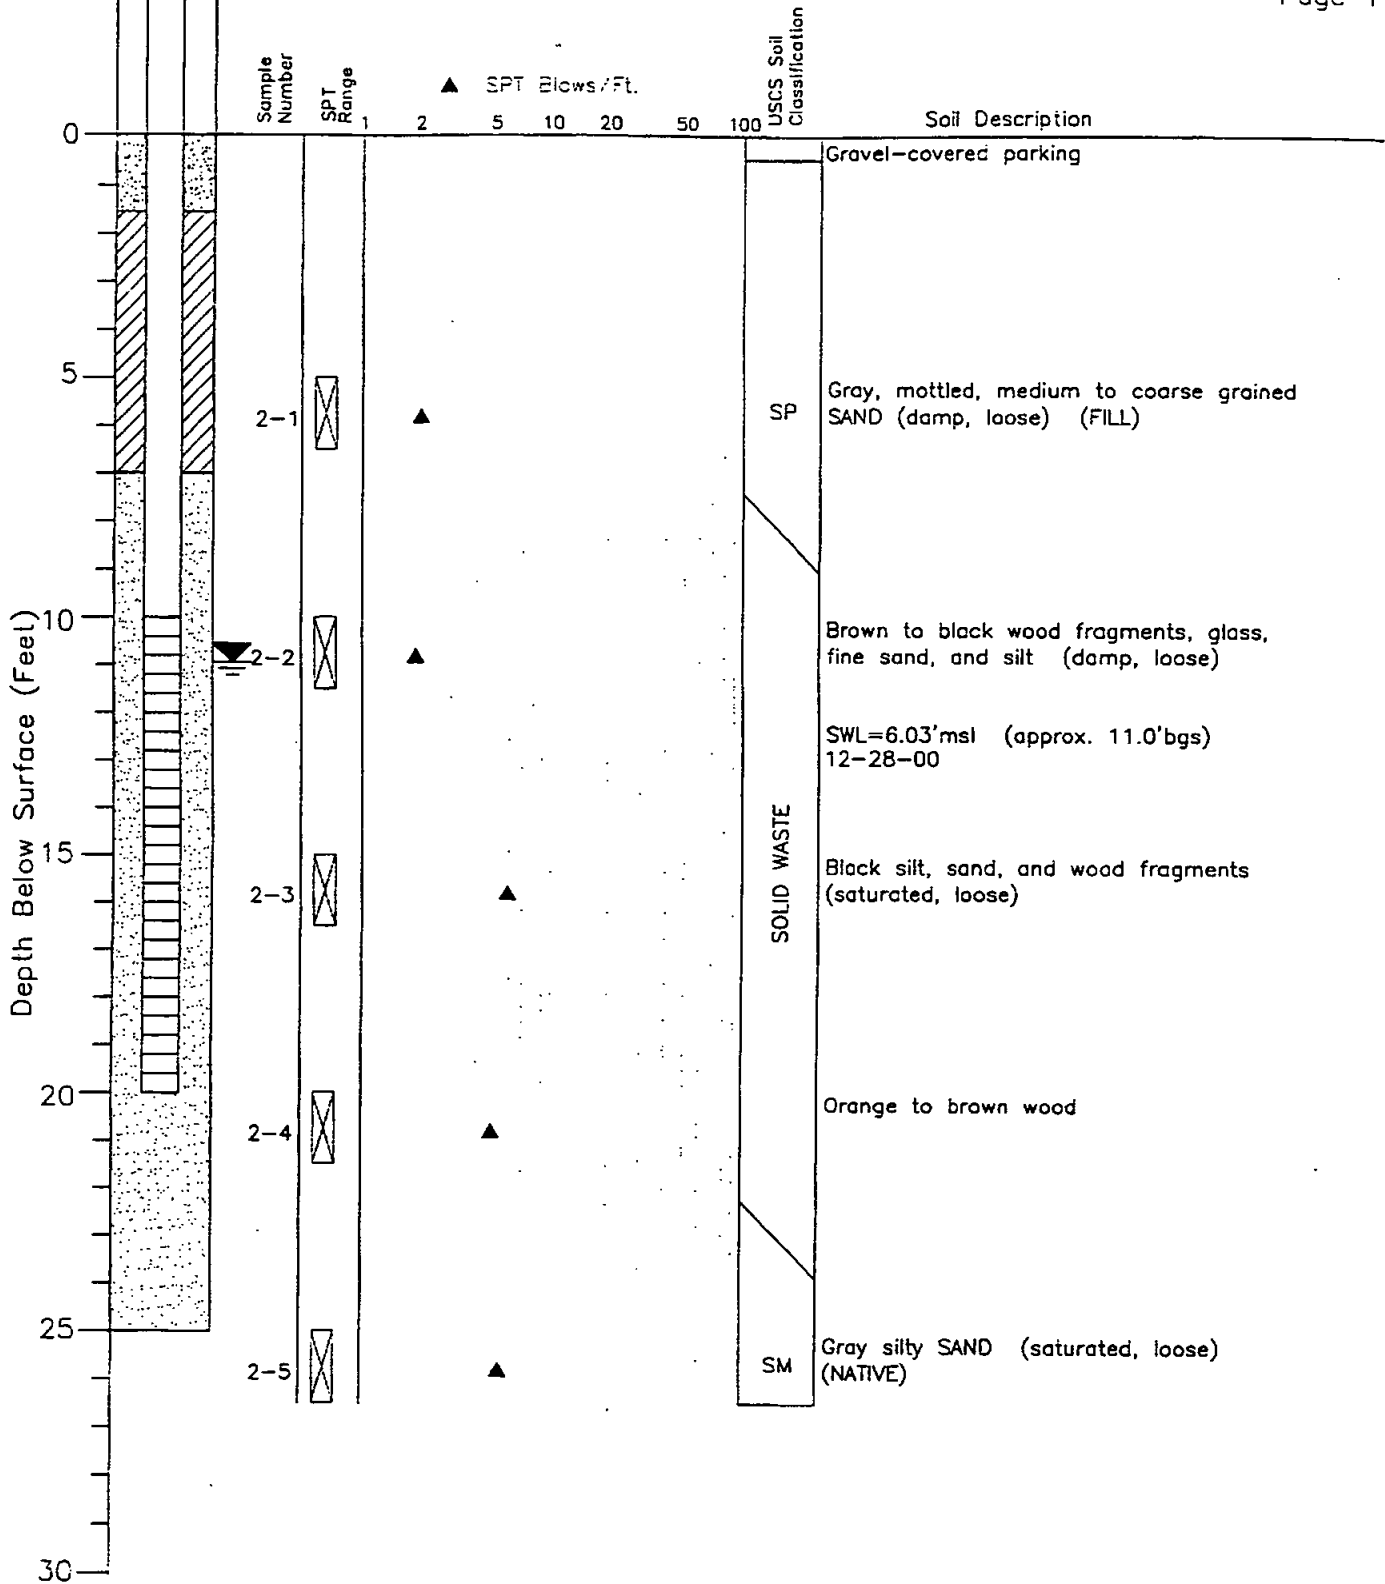 Page 1
Sample Number
SPT Range
▲ SPT Blows/Ft.
USCS Soil Classification
Soil Description
1 2 5 10 20 50 100
Depth Below Surface (Feet)
0
Gravel-covered parking
5
2-1
SP
Gray, mottled, medium to coarse grained
SAND (damp, loose) (FILL)
10
2-2
Brown to black wood fragments, glass,
fine sand, and silt (damp, loose)
SWL=6.03'msl (approx. 11.0'bgs)
12-28-00
SOLID WASTE
15
2-3
Black silt, sand, and wood fragments
(saturated, loose)
20
2-4
Orange to brown wood
25
2-5
SM
Gray silty SAND (saturated, loose)
(NATIVE)
30